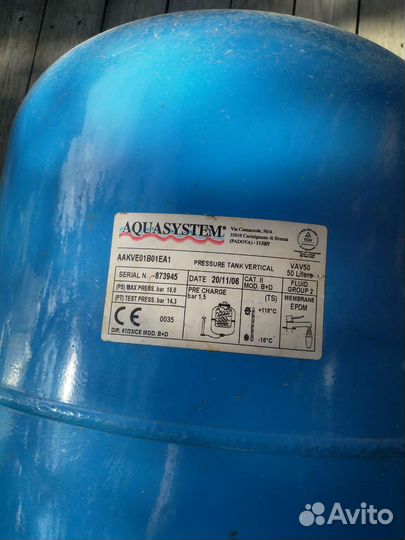 AQUASYSTEM®
Via Camazzole, 50/A
35010 Carmignano di Brenta
(PADOVA) - ITALY
TÜV
AAKVE01B01EA1
PRESSURE TANK VERTICAL
VAV50
50 Liters
SERIAL N. -873945
DATE 20/11/06
CAT. II
MOD. B+D
FLUID
GROUP 2
(PS) MAX PRESS. bar 10,0
(PT) TEST PRESS. bar 14,3
PRE CHARGE
bar 1,5
(TS)
+110°C
-10°C
MEMBRANE
EPDM
CE 0035
DIR. 97/23/CE MOD. B+D
Avito